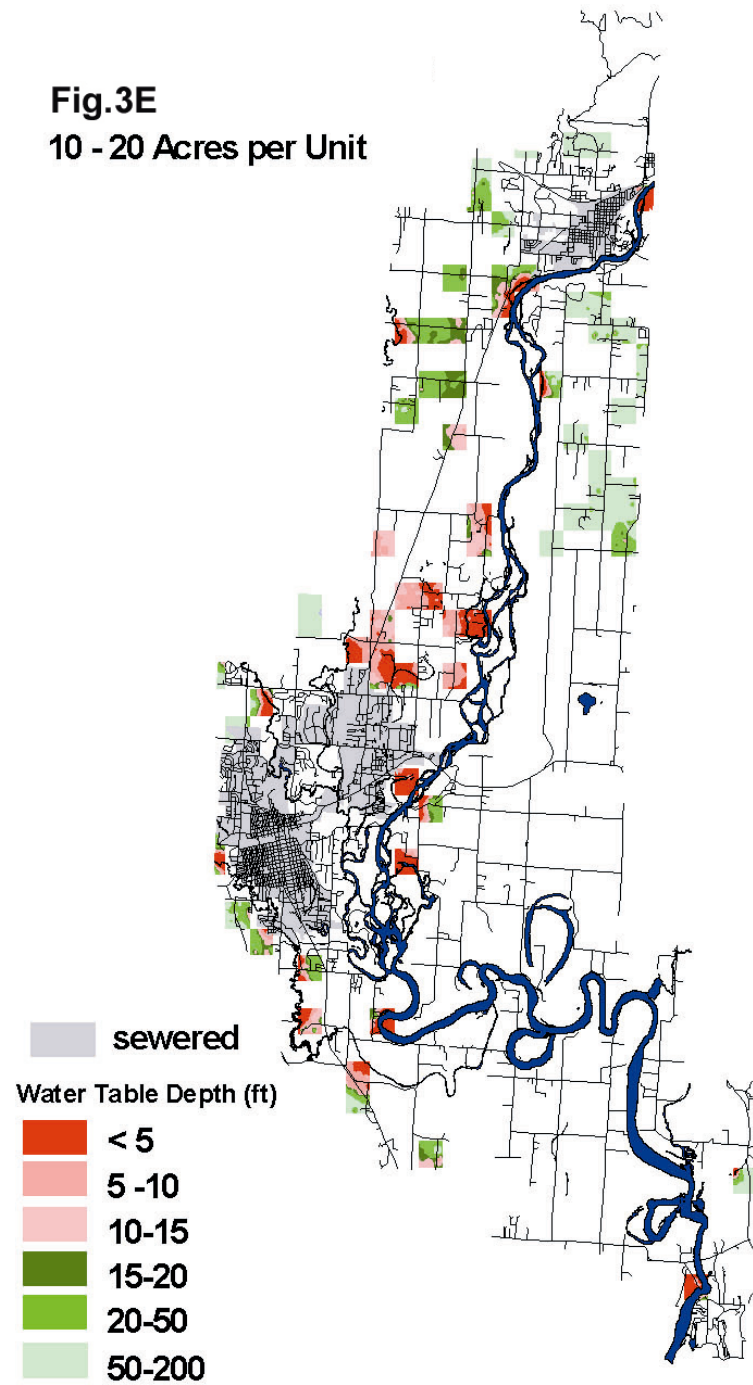 Fig.3E
10 - 20 Acres per Unit
sewered
Water Table Depth (ft)
< 5
5 -10
10-15
15-20
20-50
50-200